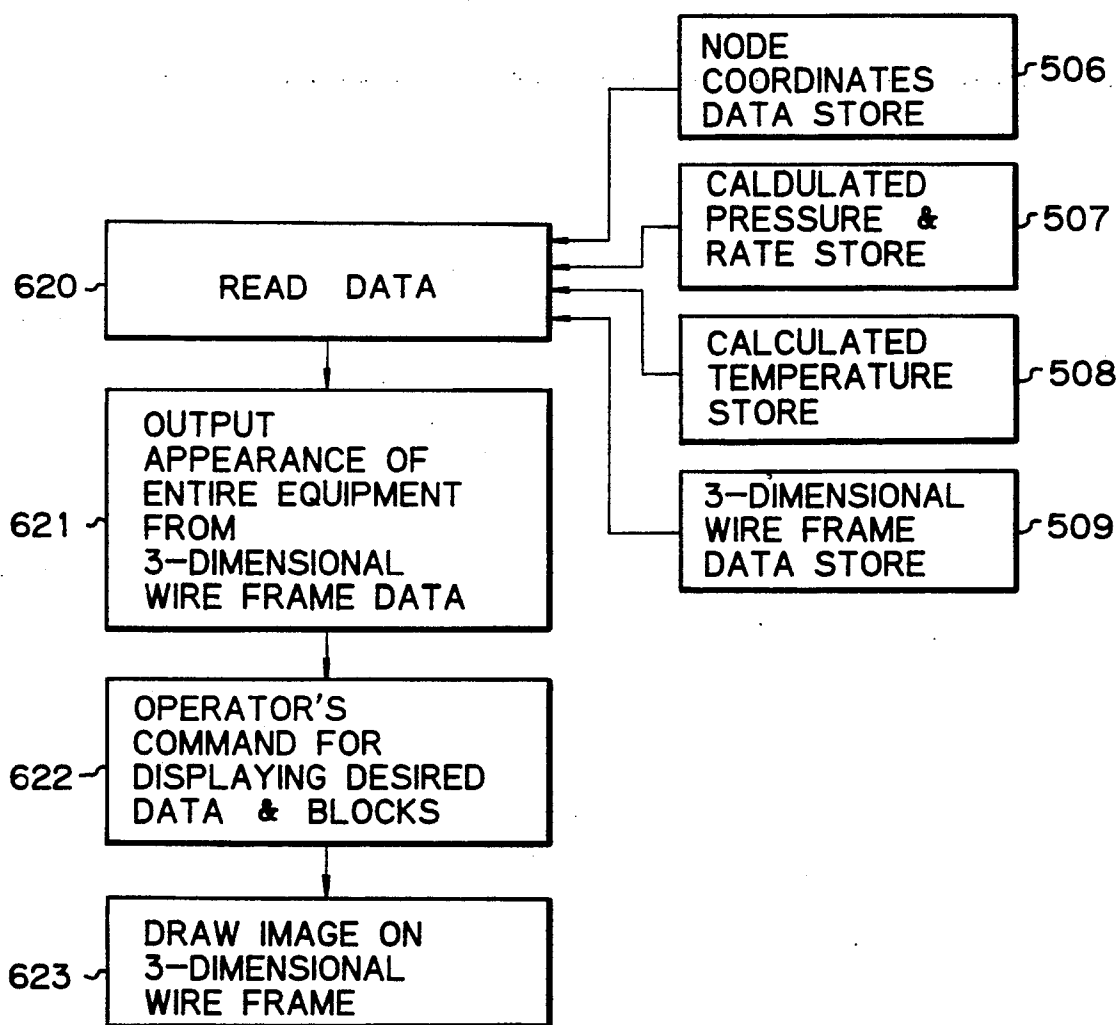 NODE
COORDINATES
DATA STORE
506
CALDULATED
PRESSURE &
RATE STORE
507
620
READ DATA
CALCULATED
TEMPERATURE
STORE
508
OUTPUT
APPEARANCE OF
ENTIRE EQUIPMENT
FROM
3-DIMENSIONAL
WIRE FRAME DATA
621
3-DIMENSIONAL
WIRE FRAME
DATA STORE
509
OPERATOR'S
COMMAND FOR
DISPLAYING DESIRED
DATA & BLOCKS
622
DRAW IMAGE ON
3-DIMENSIONAL
WIRE FRAME
623